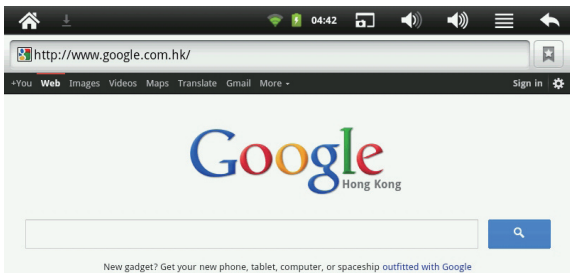 04:42
http://www.google.com.hk/
+You Web Images Videos Maps Translate Gmail More Sign in
Google
Hong Kong
New gadget? Get your new phone, tablet, computer, or spaceship outfitted with Google